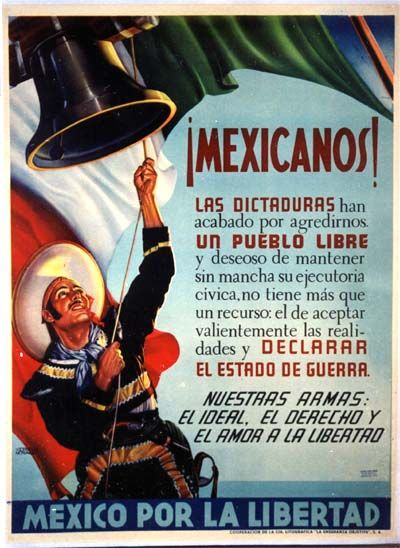 ¡MEXICANOS!
LAS DICTADURAS han
acabado por agredirnos.
UN PUEBLO LIBRE
y deseoso de mantener
sin mancha su ejecutoria
civica, no tiene más que
un recurso: el de aceptar
valientemente las reali-
dades y DECLARAR
EL ESTADO DE GUERRA.
NUESTRAS ARMAS:
EL IDEAL, EL DERECHO Y
EL AMOR A LA LIBERTAD
MEXICO POR LA LIBERTAD
COOPERACION DE LA CIA. LITOGRAFICA "LA ENSEÑANZA OBJETIVA", S. A.